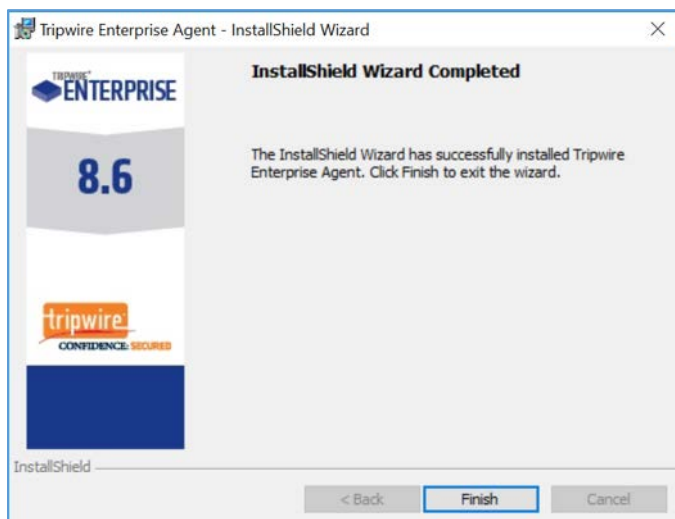 Tripwire Enterprise Agent - InstallShield Wizard
TRIPWIRE®
ENTERPRISE
8.6
tripwire
CONFIDENCE: SECURED
InstallShield Wizard Completed
The InstallShield Wizard has successfully installed Tripwire
Enterprise Agent. Click Finish to exit the wizard.
InstallShield
< Back
Finish
Cancel